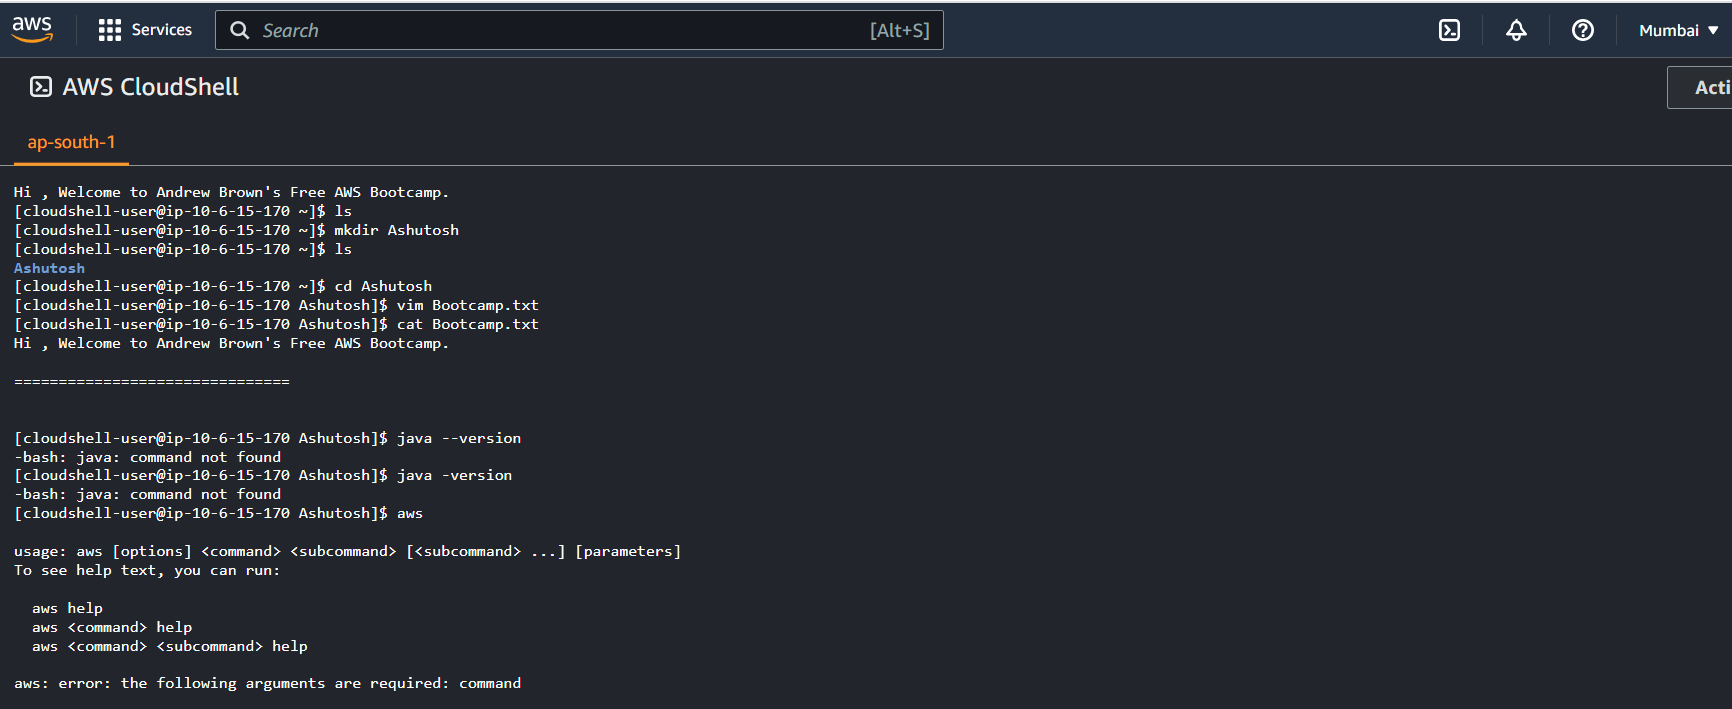 aws Services Search [Alt+S] Mumbai
AWS CloudShell
ap-south-1
Hi , Welcome to Andrew Brown's Free AWS Bootcamp.
[cloudshell-user@ip-10-6-15-170 ~]$ ls
[cloudshell-user@ip-10-6-15-170 ~]$ mkdir Ashutosh
[cloudshell-user@ip-10-6-15-170 ~]$ ls
Ashutosh
[cloudshell-user@ip-10-6-15-170 ~]$ cd Ashutosh
[cloudshell-user@ip-10-6-15-170 Ashutosh]$ vim Bootcamp.txt
[cloudshell-user@ip-10-6-15-170 Ashutosh]$ cat Bootcamp.txt
Hi , Welcome to Andrew Brown's Free AWS Bootcamp.
===============================
[cloudshell-user@ip-10-6-15-170 Ashutosh]$ java --version
-bash: java: command not found
[cloudshell-user@ip-10-6-15-170 Ashutosh]$ java -version
-bash: java: command not found
[cloudshell-user@ip-10-6-15-170 Ashutosh]$ aws
usage: aws [options] <command> <subcommand> [<subcommand> ...] [parameters]
To see help text, you can run:
aws help
aws <command> help
aws <command> <subcommand> help
aws: error: the following arguments are required: command